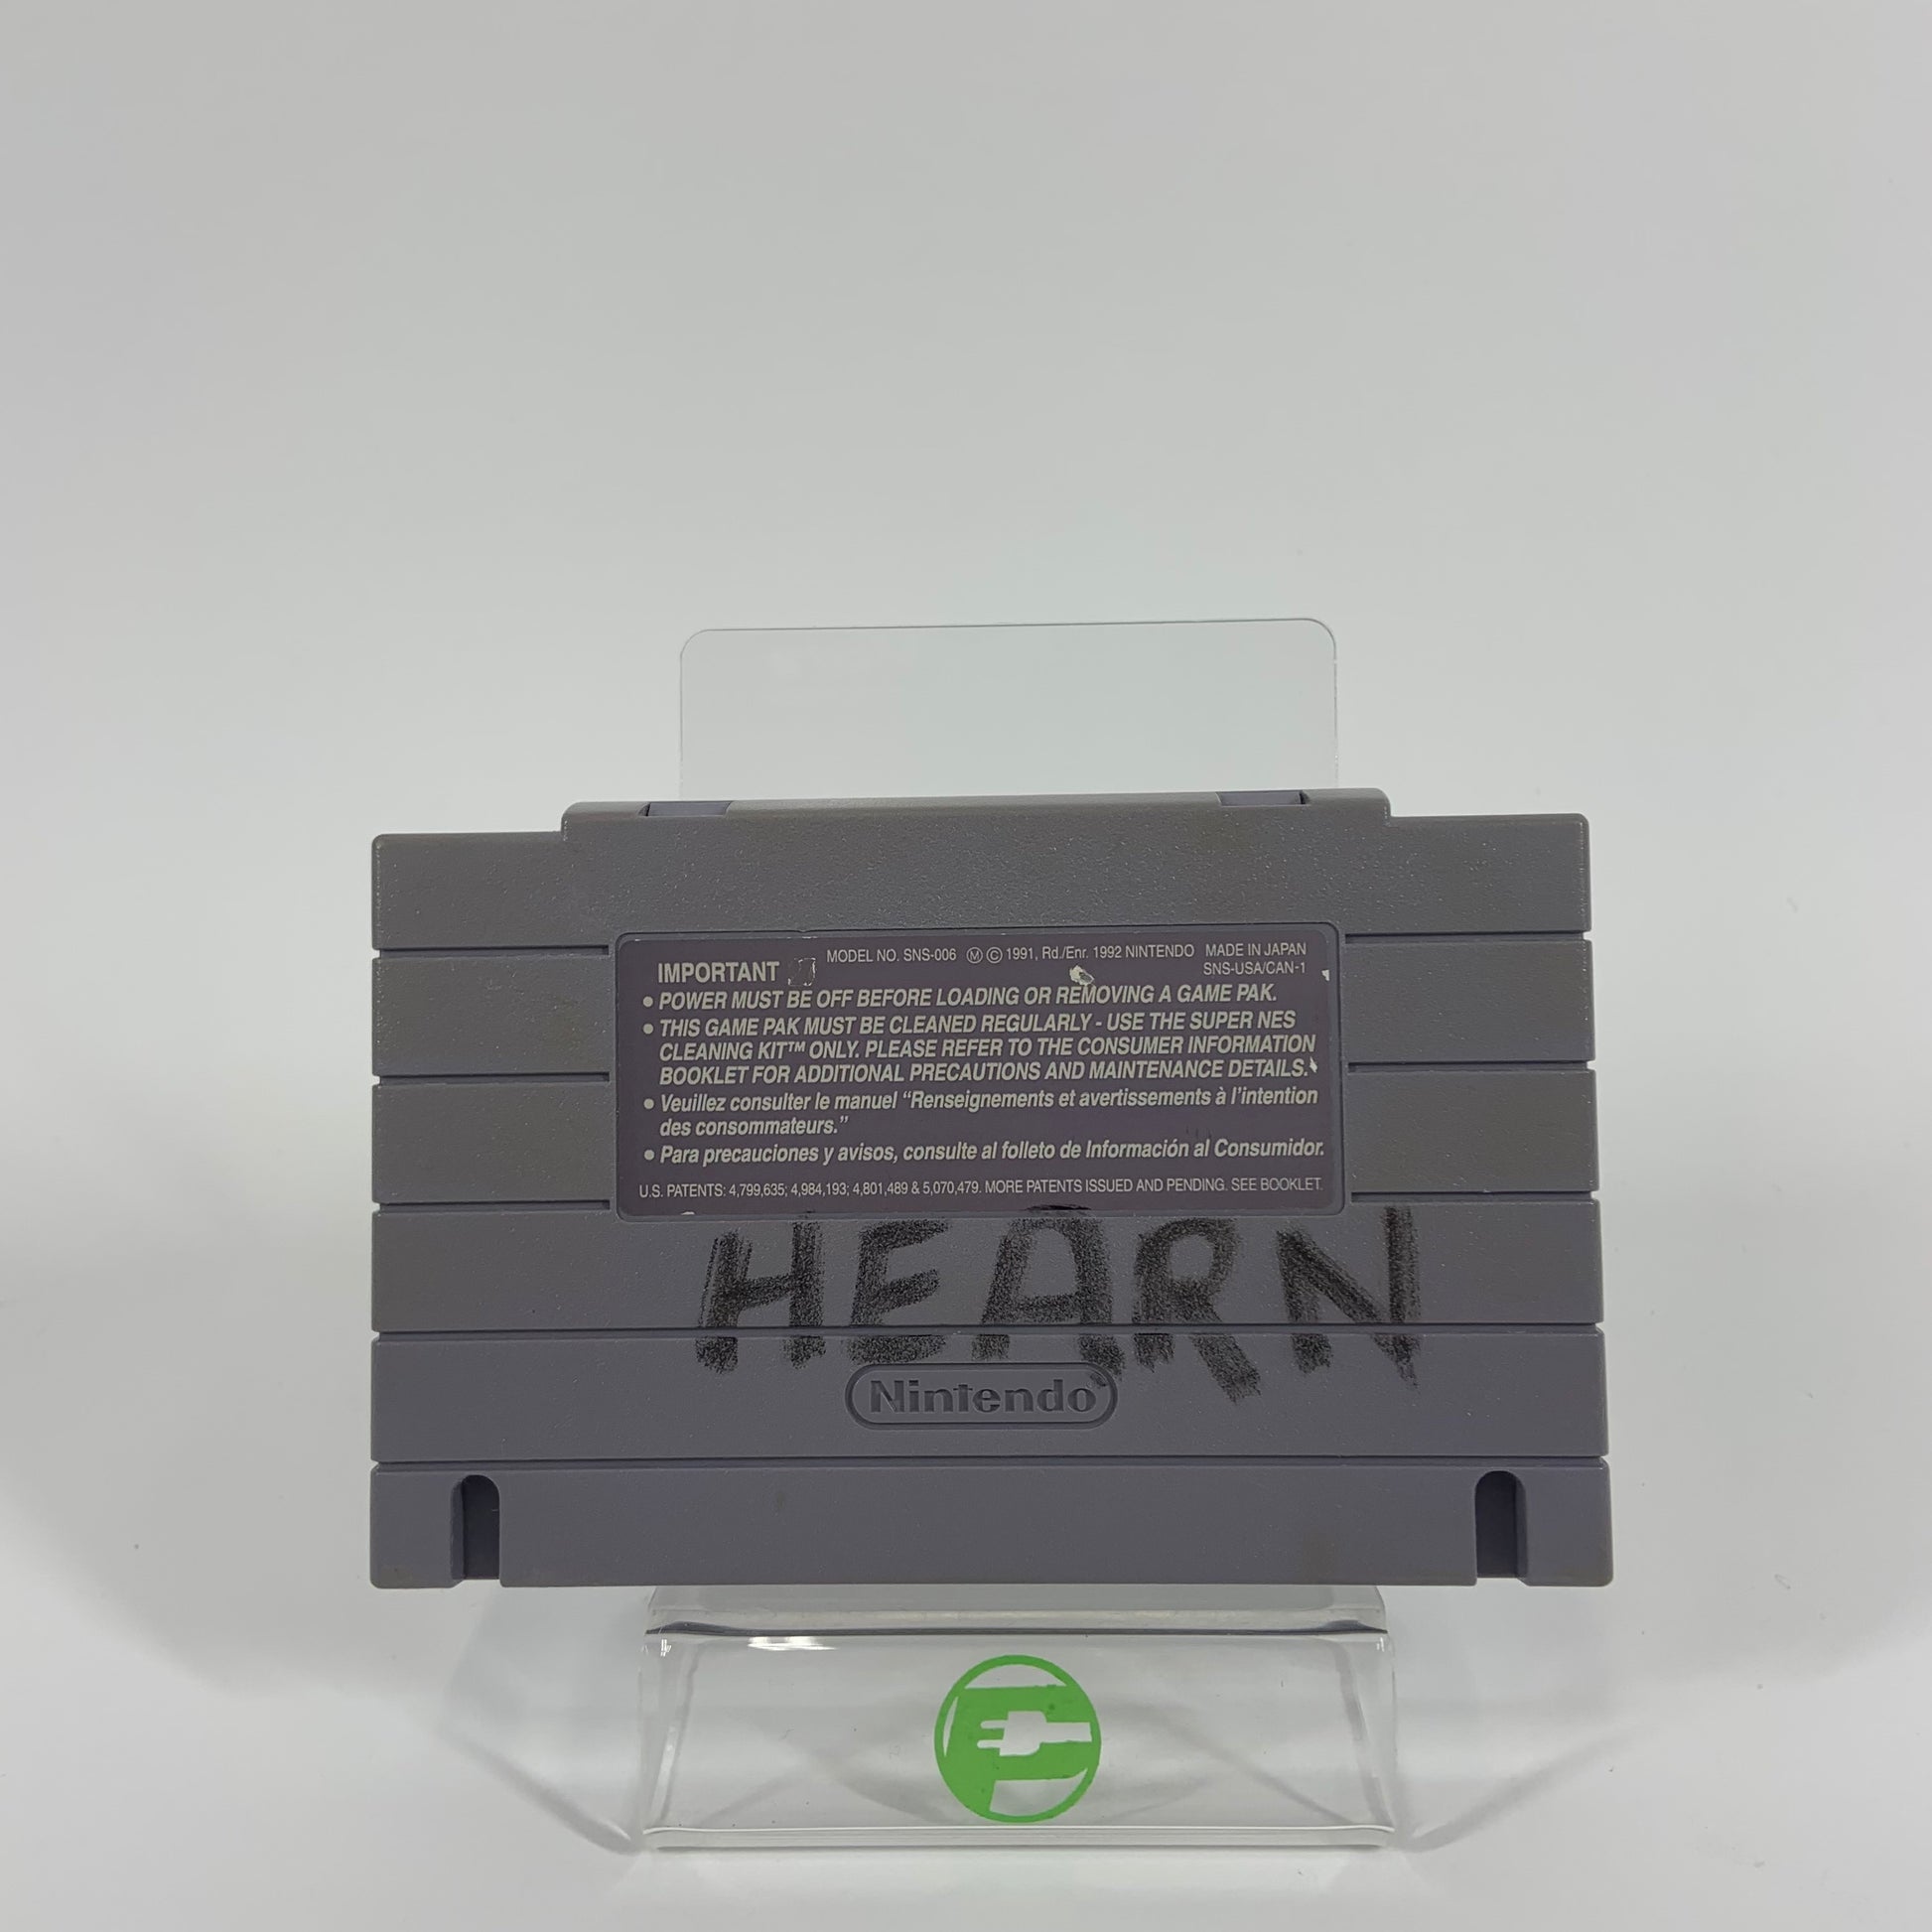 IMPORTANT MODEL NO. SNS-006 Ⓜ © 1991, Rd./Enr. 1992 NINTENDO MADE IN JAPAN
SNS-USA/CAN-1
• POWER MUST BE OFF BEFORE LOADING OR REMOVING A GAME PAK.
• THIS GAME PAK MUST BE CLEANED REGULARLY - USE THE SUPER NES
CLEANING KIT™ ONLY. PLEASE REFER TO THE CONSUMER INFORMATION
BOOKLET FOR ADDITIONAL PRECAUTIONS AND MAINTENANCE DETAILS.
• Veuillez consulter le manuel “Renseignements et avertissements à l’intention
des consommateurs.”
• Para precauciones y avisos, consulte al folleto de Información al Consumidor.
U.S. PATENTS: 4,799,635; 4,984,193; 4,801,489 & 5,070,479. MORE PATENTS ISSUED AND PENDING. SEE BOOKLET.
HEARN
Nintendo